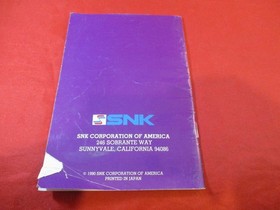 SNK
SNK CORPORATION OF AMERICA
246 SOBRANTE WAY
SUNNYVALE, CALIFORNIA 94086
© 1990 SNK CORPORATION OF AMERICA
PRINTED IN JAPAN